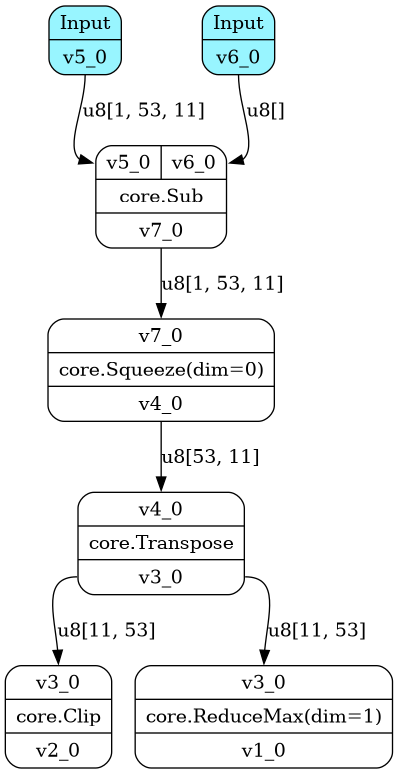 Input
v5_0
Input
v6_0
u8[1, 53, 11]
u8[]
v5_0 v6_0
core.Sub
v7_0
u8[1, 53, 11]
v7_0
core.Squeeze(dim=0)
v4_0
u8[53, 11]
v4_0
core.Transpose
v3_0
u8[11, 53]
u8[11, 53]
v3_0
core.Clip
v2_0
v3_0
core.ReduceMax(dim=1)
v1_0